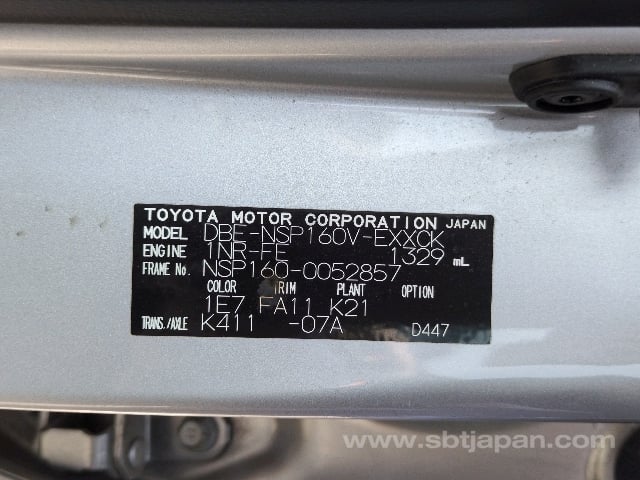 TOYOTA MOTOR CORPORATION JAPAN
MODEL DBE-NSP160V-EXXCK
ENGINE 1NR-FE 1329 mL
FRAME No. NSP160-0052857
COLOR TRIM PLANT OPTION
1E7 FA11 K21
TRANS./AXLE K411 -07A D447
www.sbtjapan.com